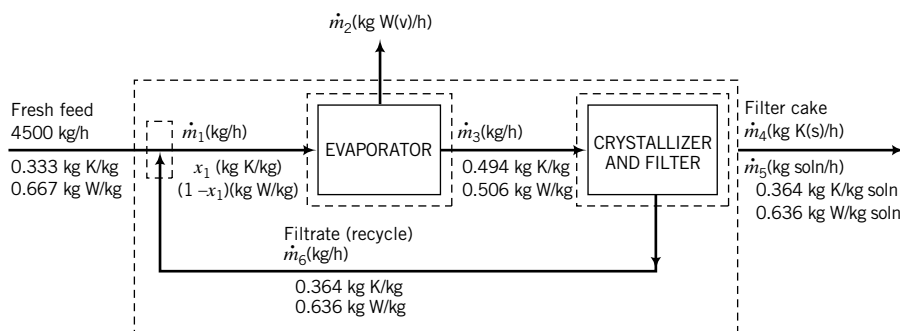 ṁ₂(kg W(v)/h)
Fresh feed
4500 kg/h
0.333 kg K/kg
0.667 kg W/kg
ṁ₁(kg/h)
x₁ (kg K/kg)
(1 –x₁)(kg W/kg)
EVAPORATOR
ṁ₃(kg/h)
0.494 kg K/kg
0.506 kg W/kg
CRYSTALLIZER
AND FILTER
Filter cake
ṁ₄(kg K(s)/h)
ṁ₅(kg soln/h)
0.364 kg K/kg soln
0.636 kg W/kg soln
Filtrate (recycle)
ṁ₆(kg/h)
0.364 kg K/kg
0.636 kg W/kg